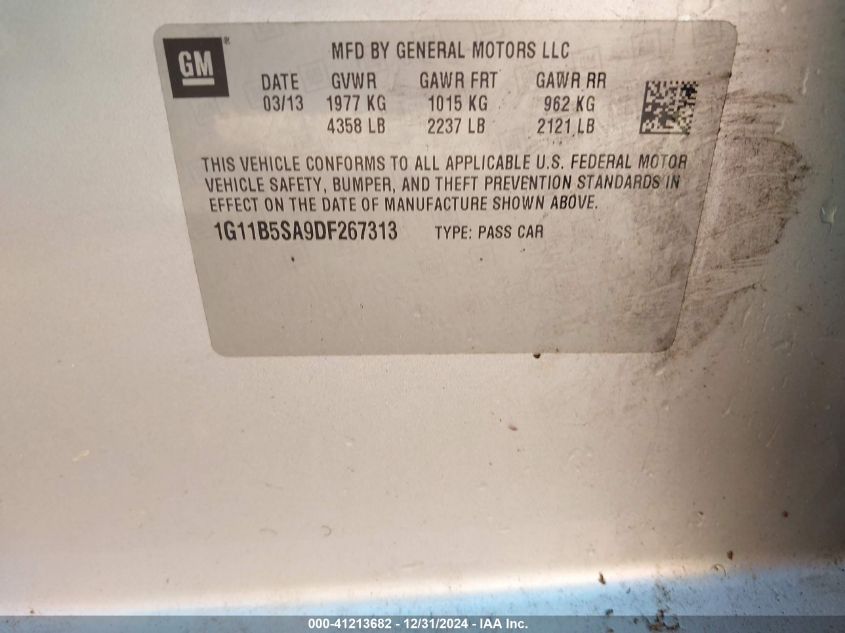 GM®
MFD BY GENERAL MOTORS LLC
DATE GVWR GAWR FRT GAWR RR
03/13 1977 KG 1015 KG 962 KG
4358 LB 2237 LB 2121 LB
THIS VEHICLE CONFORMS TO ALL APPLICABLE U.S. FEDERAL MOTOR
VEHICLE SAFETY, BUMPER, AND THEFT PREVENTION STANDARDS IN
EFFECT ON THE DATE OF MANUFACTURE SHOWN ABOVE.
1G11B5SA9DF267313 TYPE: PASS CAR
000-41213682 - 12/31/2024 - IAA Inc.